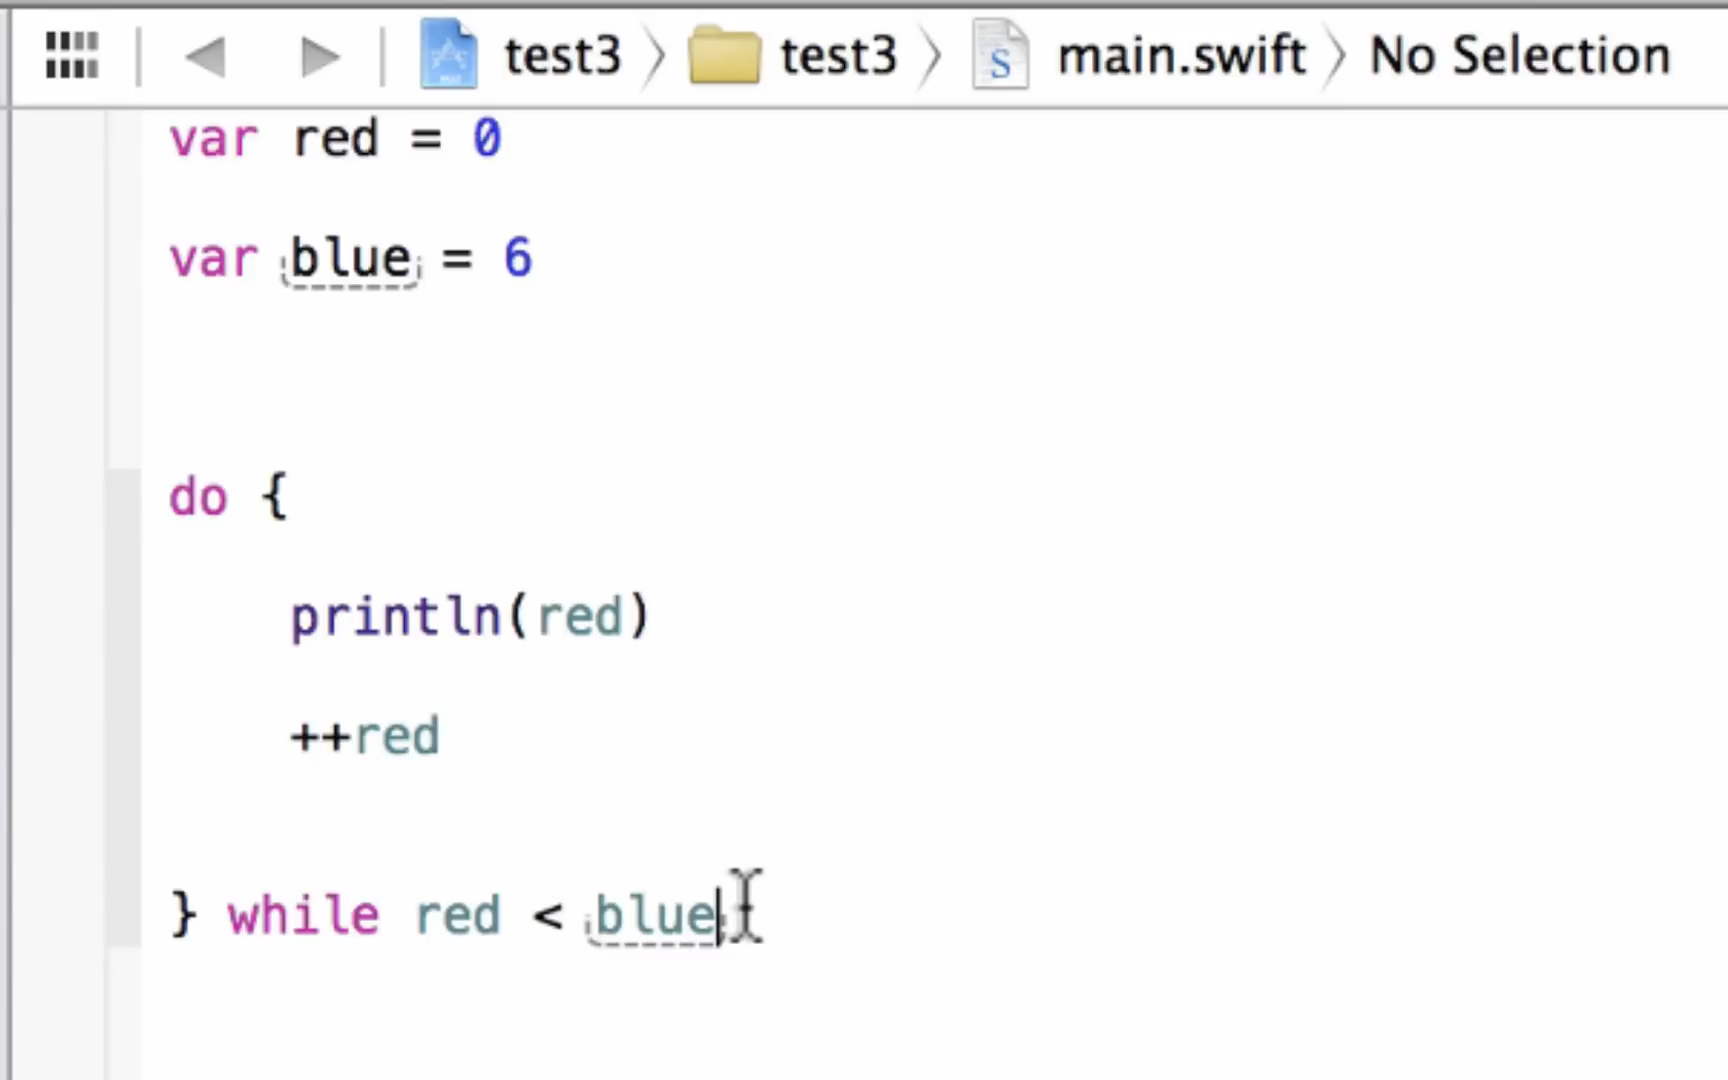 test3 test3 main.swift No Selection
var red = 0
var blue = 6
do {
println(red)
++red
} while red < blue